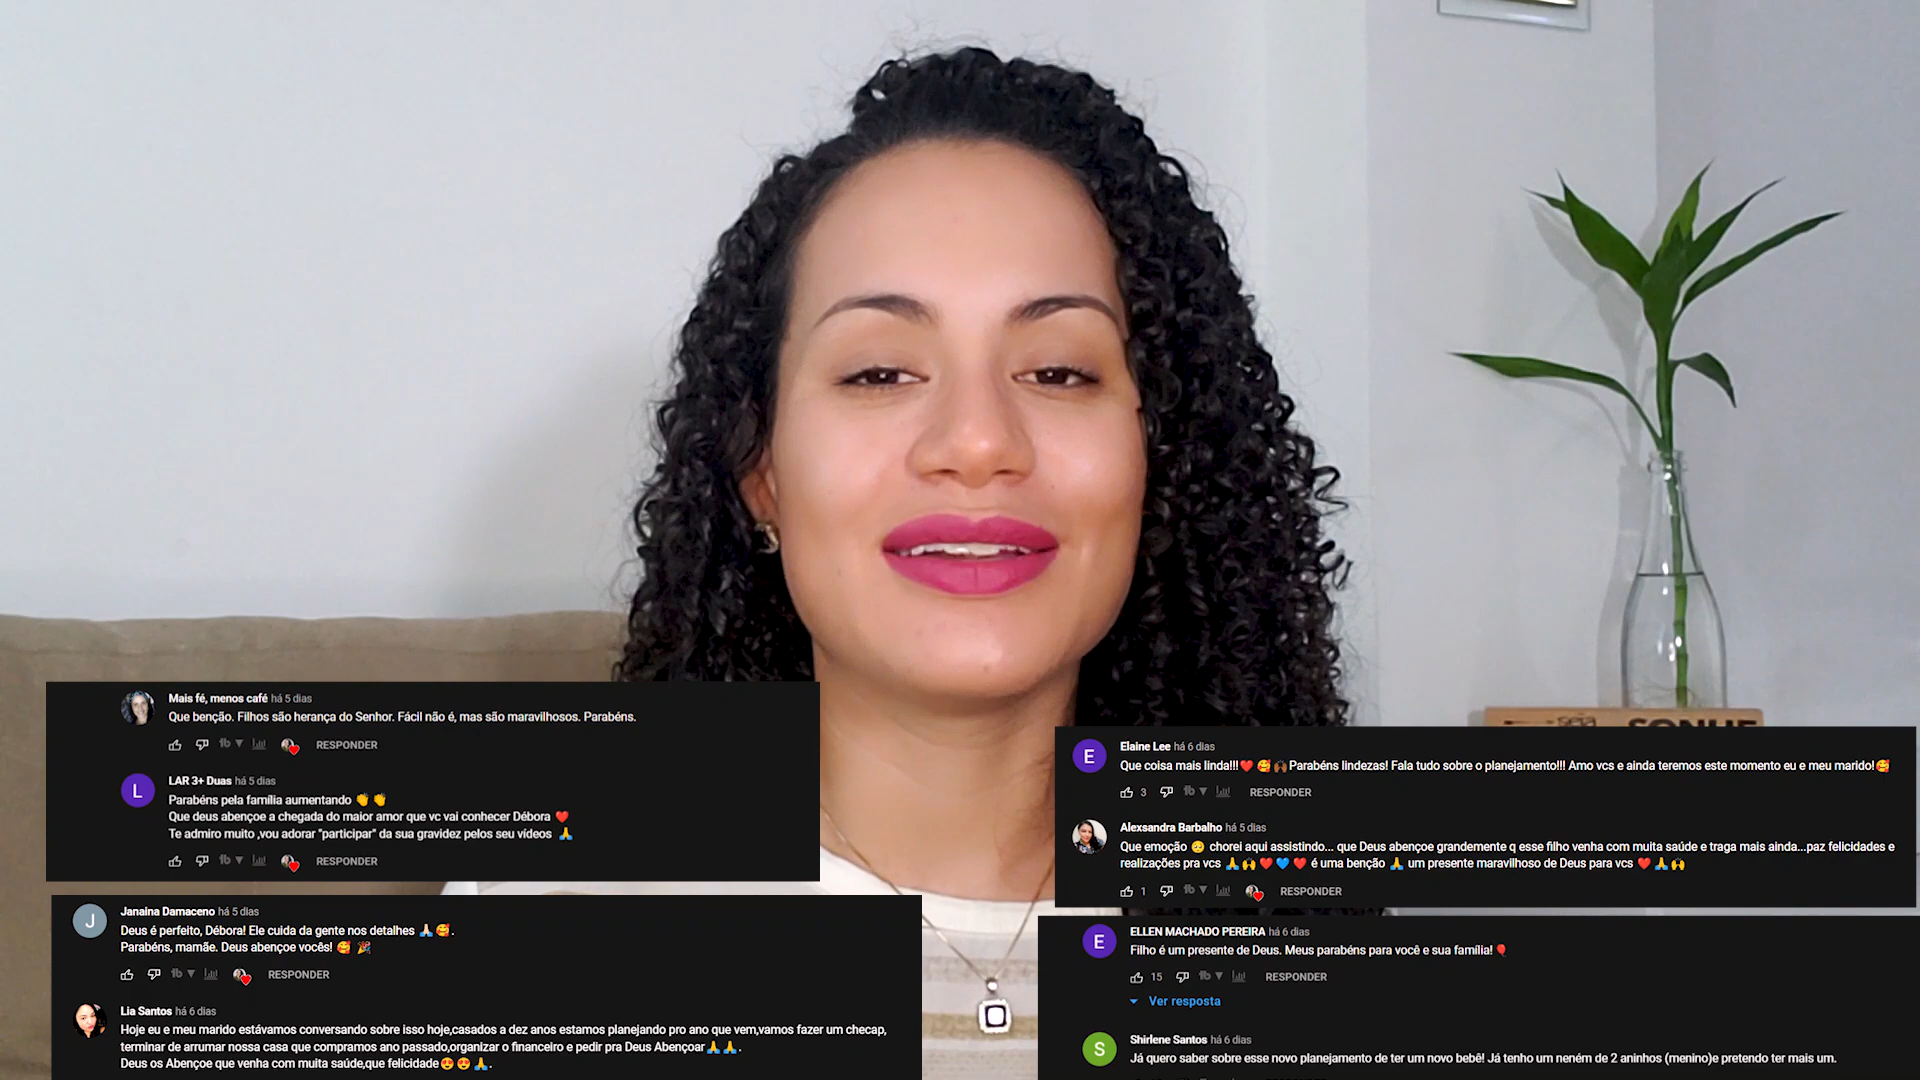 seja
SONHE
Mais fé, menos café há 5 dias
Que benção. Filhos são herança do Senhor. Fácil não é, mas são maravilhosos. Parabéns.
RESPONDER
L
LAR 3+ Duas há 5 dias
Parabéns pela família aumentando 👏 👏
Que deus abençoe a chegada do maior amor que vc vai conhecer Débora ❤️
Te admiro muito ,vou adorar "participar" da sua gravidez pelos seu vídeos 🙏
RESPONDER
J
Janaina Damaceno há 5 dias
Deus é perfeito, Débora! Ele cuida da gente nos detalhes 🙏🏻 🥰.
Parabéns, mamãe. Deus abençoe vocês! 🥰 🎉
RESPONDER
Lia Santos há 6 dias
Hoje eu e meu marido estávamos conversando sobre isso hoje,casados a dez anos estamos planejando pro ano que vem,vamos fazer um checap,
terminar de arrumar nossa casa que compramos ano passado,organizar o financeiro e pedir pra Deus Abençoar🙏🙏.
Deus os Abençoe que venha com muita saúde,que felicidade😍😍🙏.
E
Elaine Lee há 6 dias
Que coisa mais linda!!!❤️ 🥰🙌🏾Parabéns lindezas! Fala tudo sobre o planejamento!!! Amo vcs e ainda teremos este momento eu e meu marido!🥰
3 RESPONDER
Alexsandra Barbalho há 5 dias
Que emoção 🥺 chorei aqui assistindo... que Deus abençoe grandemente q esse filho venha com muita saúde e traga mais ainda...paz felicidades e
realizações pra vcs 🙏🙌❤️💙❤️ é uma benção 🙏 um presente maravilhoso de Deus para vcs ❤️🙏🙌
1 RESPONDER
E
ELLEN MACHADO PEREIRA há 6 dias
Filho é um presente de Deus. Meus parabéns para você e sua família!🎈
15 RESPONDER
Ver resposta
S
Shirlene Santos há 6 dias
Já quero saber sobre esse novo planejamento de ter um novo bebê! Já tenho um neném de 2 aninhos (menino)e pretendo ter mais um.